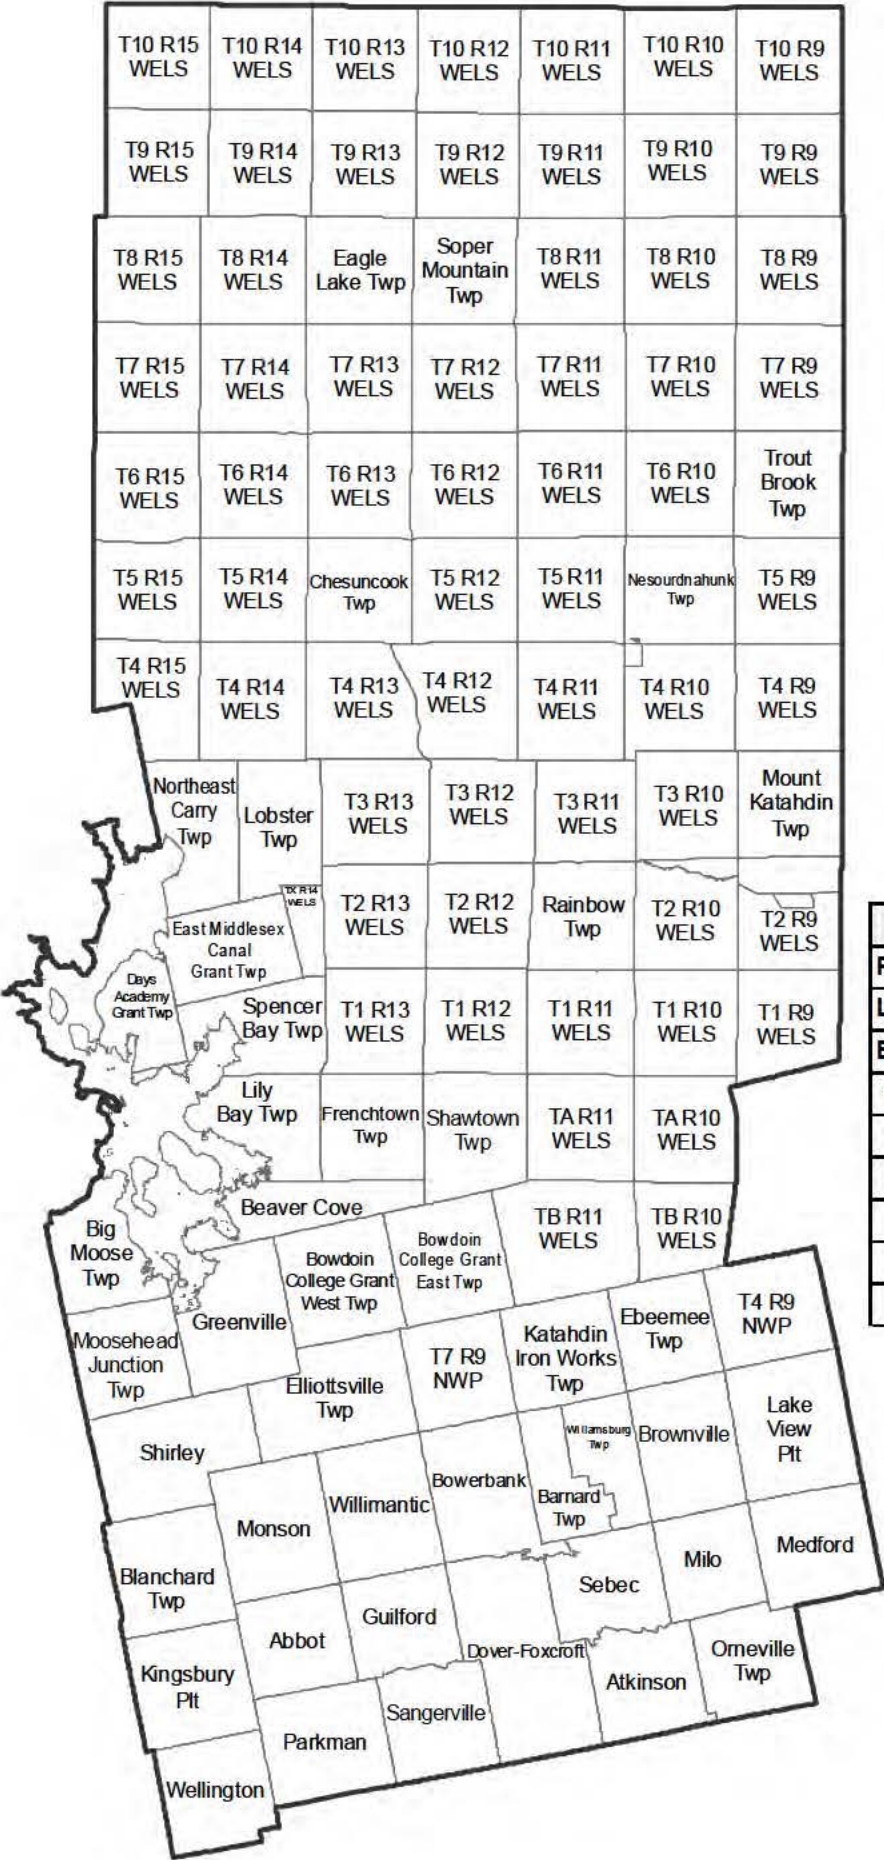 T10 R15
WELS
T10 R14
WELS
T10 R13
WELS
T10 R12
WELS
T10 R11
WELS
T10 R10
WELS
T10 R9
WELS
T9 R15
WELS
T9 R14
WELS
T9 R13
WELS
T9 R12
WELS
T9 R11
WELS
T9 R10
WELS
T9 R9
WELS
T8 R15
WELS
T8 R14
WELS
Eagle
Lake Twp
Soper
Mountain
Twp
T8 R11
WELS
T8 R10
WELS
T8 R9
WELS
T7 R15
WELS
T7 R14
WELS
T7 R13
WELS
T7 R12
WELS
T7 R11
WELS
T7 R10
WELS
T7 R9
WELS
T6 R15
WELS
T6 R14
WELS
T6 R13
WELS
T6 R12
WELS
T6 R11
WELS
T6 R10
WELS
Trout
Brook
Twp
T5 R15
WELS
T5 R14
WELS
Chesuncook
Twp
T5 R12
WELS
T5 R11
WELS
Nesourdnahunk
Twp
T5 R9
WELS
T4 R15
WELS
T4 R14
WELS
T4 R13
WELS
T4 R12
WELS
T4 R11
WELS
T4 R10
WELS
T4 R9
WELS
Northeast
Carry
Twp
Lobster
Twp
T3 R13
WELS
T3 R12
WELS
T3 R11
WELS
T3 R10
WELS
Mount
Katahdin
Twp
TX R14
WELS
T2 R13
WELS
T2 R12
WELS
Rainbow
Twp
T2 R10
WELS
T2 R9
WELS
East Middlesex
Canal
Grant Twp
Days
Academy
Grant Twp
Spencer
Bay Twp
T1 R13
WELS
T1 R12
WELS
T1 R11
WELS
T1 R10
WELS
T1 R9
WELS
Lily
Bay Twp
Frenchtown
Twp
Shawtown
Twp
TA R11
WELS
TA R10
WELS
Beaver Cove
TB R11
WELS
TB R10
WELS
Big
Moose
Twp
Greenville
Bowdoin
College Grant
West Twp
Bowdoin
College Grant
East Twp
Moosehead
Junction
Twp
Elliottsville
Twp
T7 R9
NWP
Katahdin
Iron Works
Twp
Ebeemee
Twp
T4 R9
NWP
Shirley
Monson
Willimantic
Bowerbank
Barnard
Twp
Williamsburg
Twp
Brownville
Lake
View
Plt
Blanchard
Twp
Abbot
Guilford
Dover-Foxcroft
Sebec
Milo
Medford
Kingsbury
Plt
Parkman
Sangerville
Atkinson
Orneville
Twp
Wellington